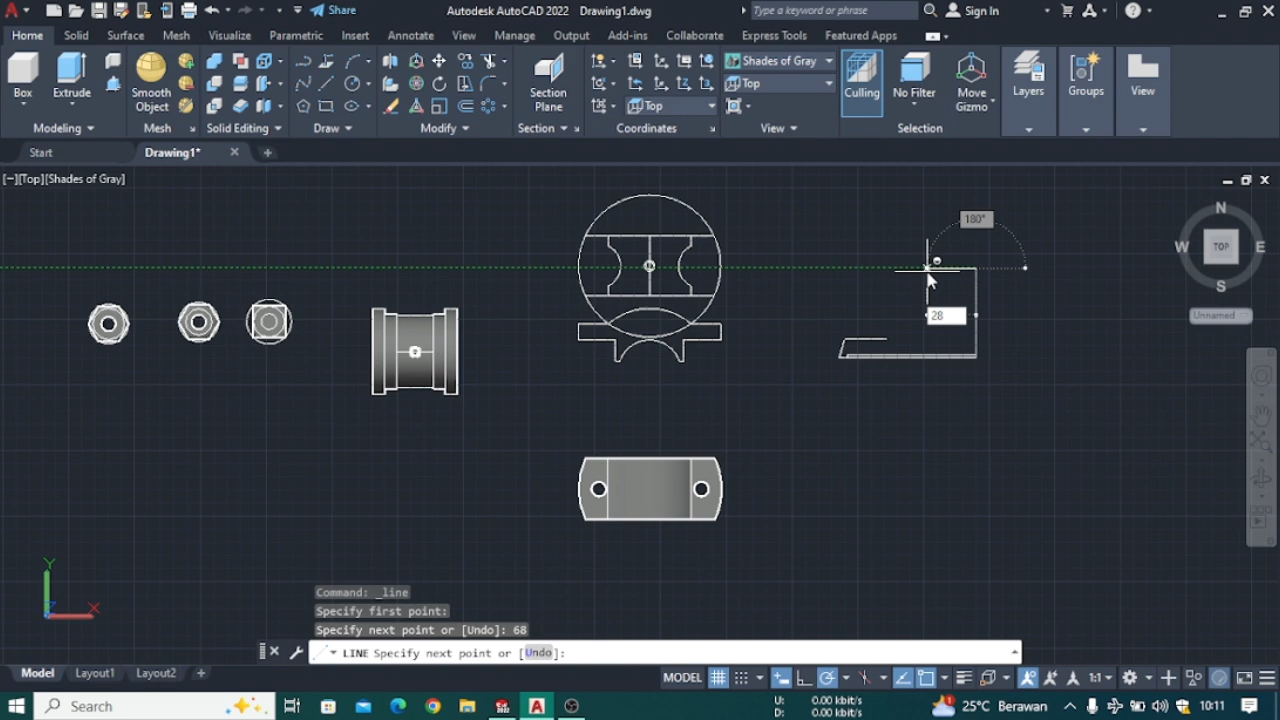 Share
Autodesk AutoCAD 2022 Drawing1.dwg
Type a keyword or phrase
Sign In
Home Solid Surface Mesh Visualize Parametric Insert Annotate View Manage Output Add-ins Collaborate Express Tools Featured Apps
Box
Extrude
Smooth
Object
Section
Plane
Shades of Gray
Top
Top
Culling
No Filter
Move
Gizmo
Layers
Groups
View
Modeling
Mesh
Solid Editing
Draw
Modify
Section
Coordinates
View
Selection
Start
Drawing1*
[−][Top][Shades of Gray]
180°
28
N
W
TOP
E
S
Unnamed
Y
X
Command: _line
Specify first point:
Specify next point or [Undo]: 68
LINE Specify next point or [Undo]:
Model Layout1 Layout2
MODEL
1:1
Search
U: 0.00 kbit/s
D: 0.00 kbit/s
25°C Berawan
10:11